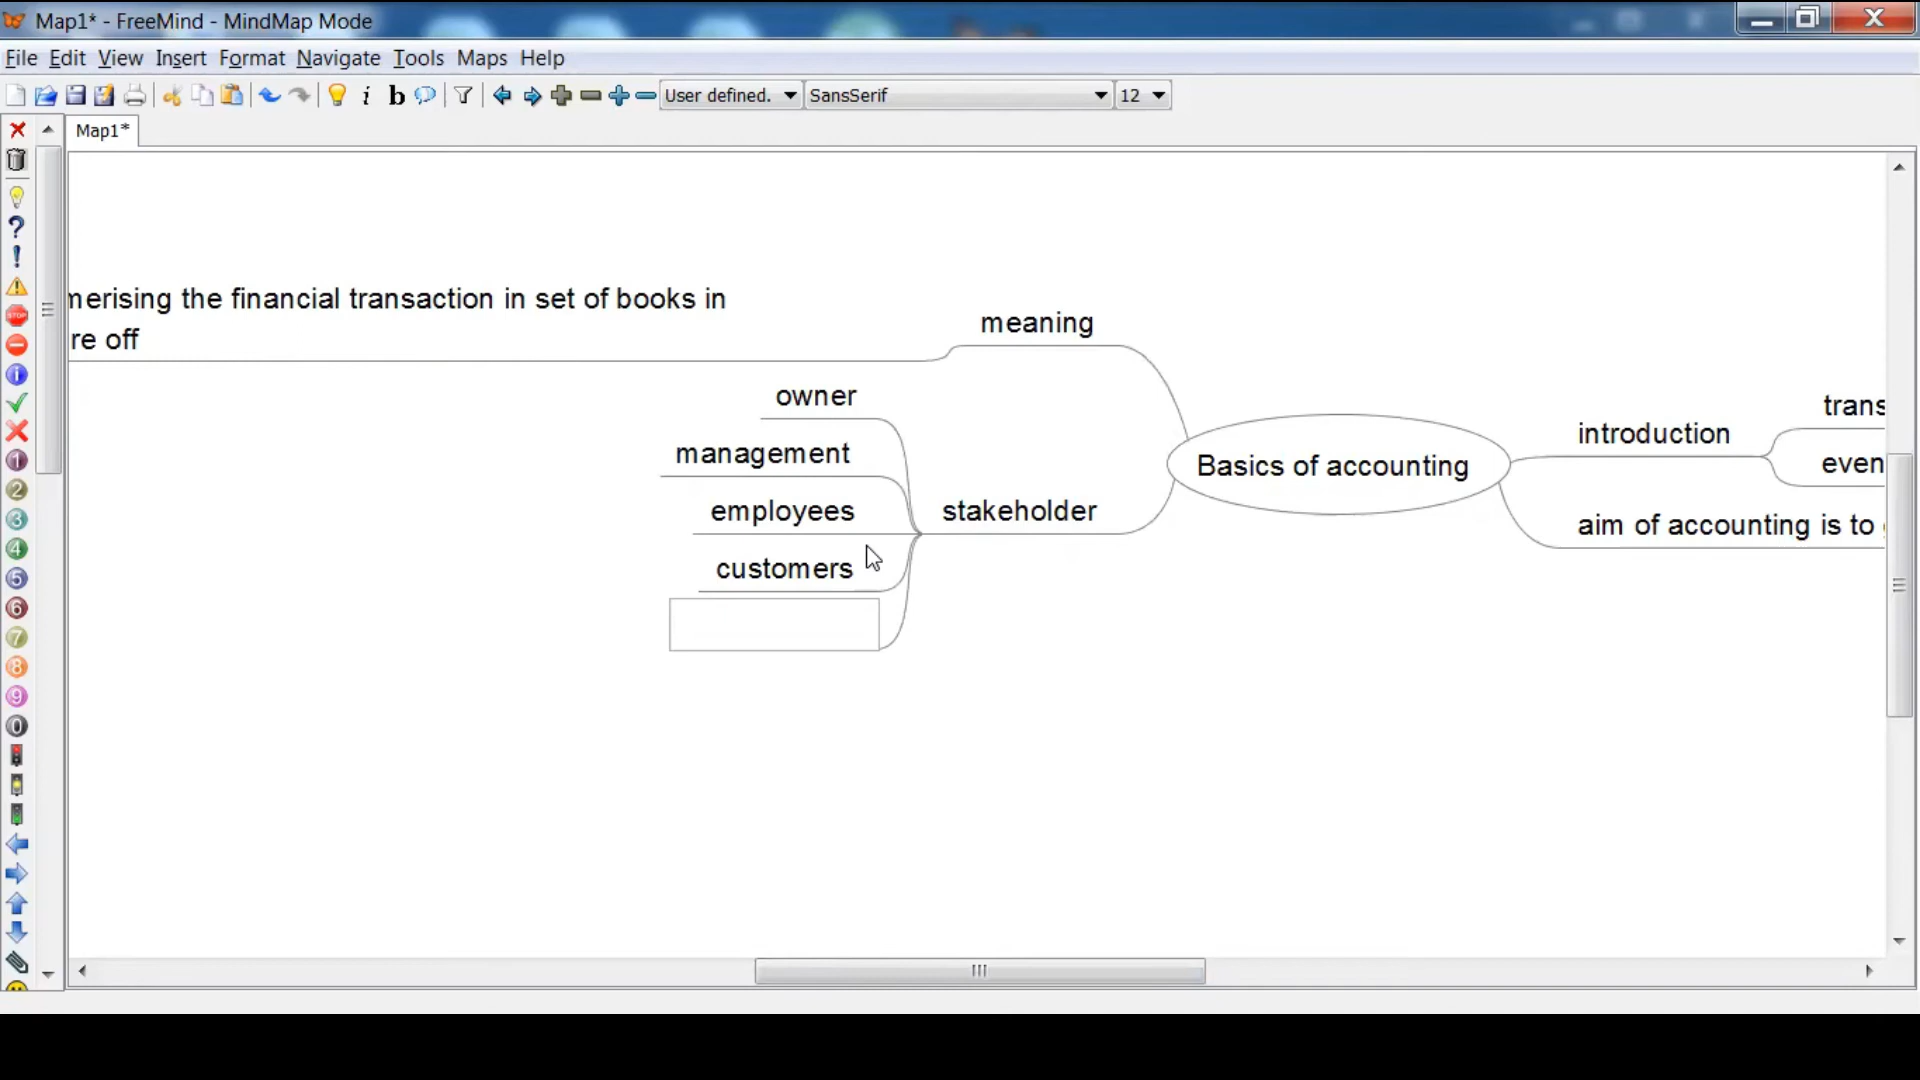 Map1* - FreeMind - MindMap Mode
File Edit View Insert Format Navigate Tools Maps Help
User defined. SansSerif 12
Map1*
merising the financial transaction in set of books in
re off
meaning
owner
management
employees
customers
stakeholder
Basics of accounting
introduction
trans
even
aim of accounting is to